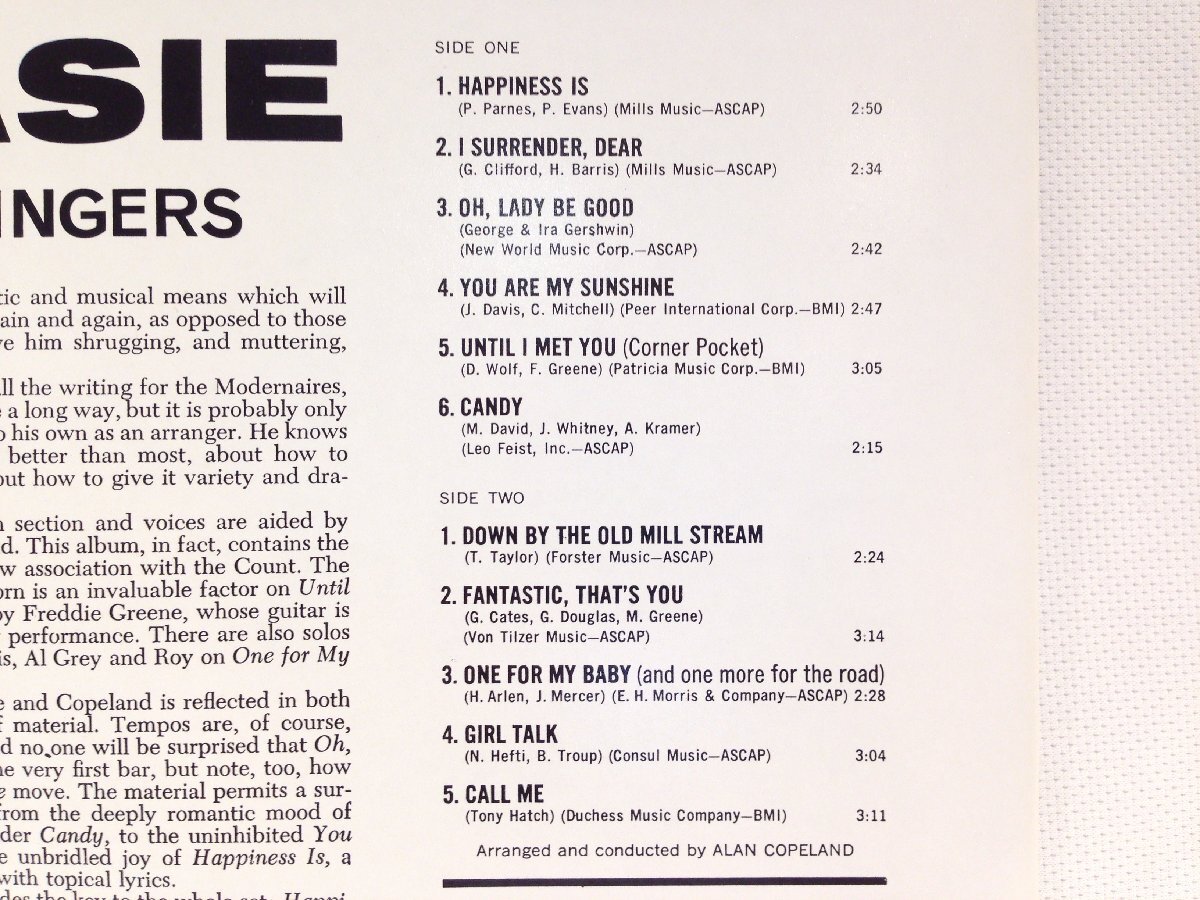 ASIE
INGERS
tic and musical means which will
ain and again, as opposed to those
ve him shrugging, and muttering,
ll the writing for the Modernaires,
e a long way, but it is probably only
o his own as an arranger. He knows
better than most, about how to
out how to give it variety and dra-
n section and voices are aided by
d. This album, in fact, contains the
w association with the Count. The
orn is an invaluable factor on Until
by Freddie Greene, whose guitar is
performance. There are also solos
is, Al Grey and Roy on One for My
e and Copeland is reflected in both
f material. Tempos are, of course,
d no one will be surprised that Oh,
he very first bar, but note, too, how
e move. The material permits a sur-
from the deeply romantic mood of
der Candy, to the uninhibited You
e unbridled joy of Happiness Is, a
with topical lyrics.
des the key to the whole set. Happi-
SIDE ONE
1. HAPPINESS IS
(P. Parnes, P. Evans) (Mills Music—ASCAP) 2:50
2. I SURRENDER, DEAR
(G. Clifford, H. Barris) (Mills Music—ASCAP) 2:34
3. OH, LADY BE GOOD
(George & Ira Gershwin)
(New World Music Corp.—ASCAP) 2:42
4. YOU ARE MY SUNSHINE
(J. Davis, C. Mitchell) (Peer International Corp.—BMI) 2:47
5. UNTIL I MET YOU (Corner Pocket)
(D. Wolf, F. Greene) (Patricia Music Corp.—BMI) 3:05
6. CANDY
(M. David, J. Whitney, A. Kramer)
(Leo Feist, Inc.—ASCAP) 2:15
SIDE TWO
1. DOWN BY THE OLD MILL STREAM
(T. Taylor) (Forster Music—ASCAP) 2:24
2. FANTASTIC, THAT'S YOU
(G. Cates, G. Douglas, M. Greene)
(Von Tilzer Music—ASCAP) 3:14
3. ONE FOR MY BABY (and one more for the road)
(H. Arlen, J. Mercer) (E. H. Morris & Company—ASCAP) 2:28
4. GIRL TALK
(N. Hefti, B. Troup) (Consul Music—ASCAP) 3:04
5. CALL ME
(Tony Hatch) (Duchess Music Company—BMI) 3:11
Arranged and conducted by ALAN COPELAND